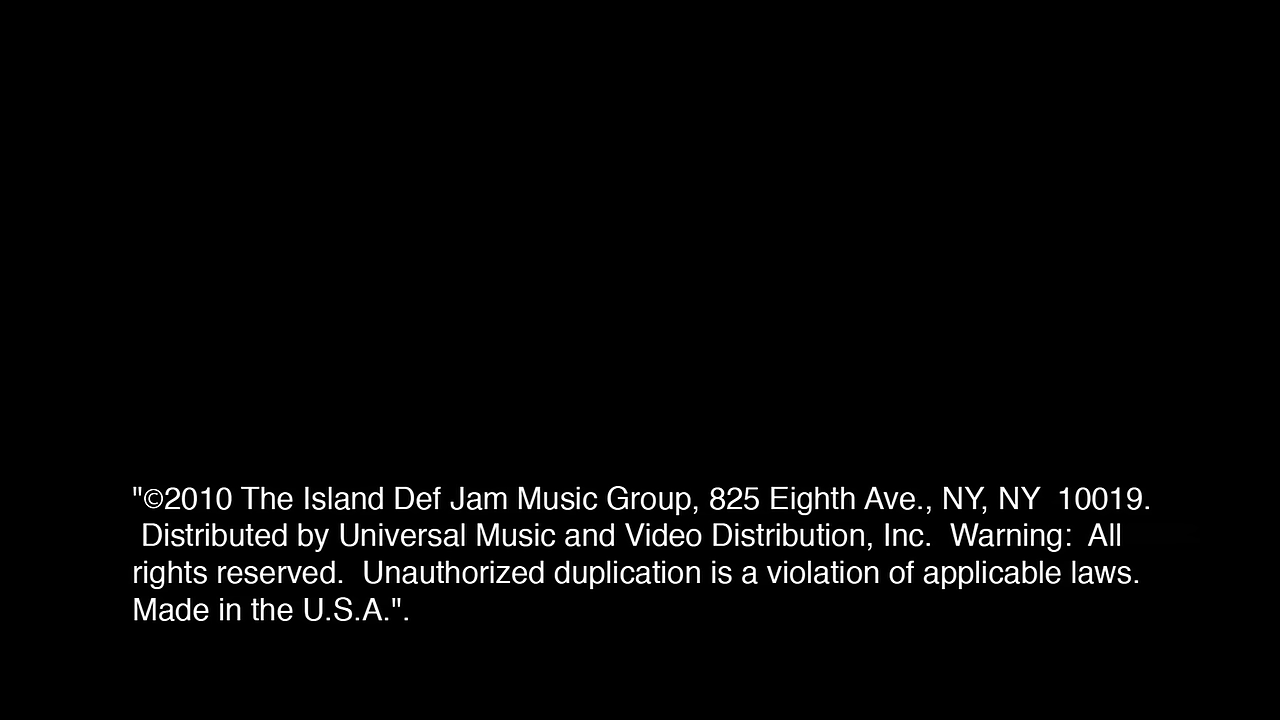 "©2010 The Island Def Jam Music Group, 825 Eighth Ave., NY, NY  10019.
Distributed by Universal Music and Video Distribution, Inc.  Warning:  All
rights reserved.  Unauthorized duplication is a violation of applicable laws.
Made in the U.S.A.".